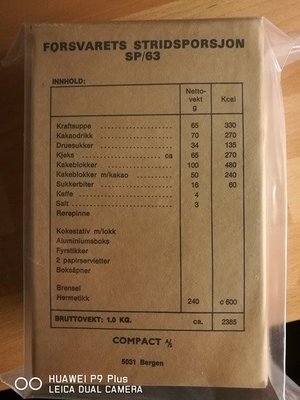 FORSVARETS STRIDSPORSJON
SP/63
INNHOLD:
Netto-
vekt
g
Kcal
Kraftsuppe 65 330
Kakaodrikk 70 270
Druesukker 34 135
Kjeks ca 65 270
Kakeblokker 100 480
Kakeblokker m/kakao 50 240
Sukkerbiter 16 60
Kaffe 4
Salt 3
Rørepinne
Kokestativ m/lokk
Aluminiumsboks
Fyrstikker
2 papirservietter
Boksåpner
Brensel
Hermetikk 240 c 600
BRUTTOVEKT: 1.0 KG. ca. 2385
COMPACT A/S
5031 Bergen
HUAWEI P9 Plus
LEICA DUAL CAMERA